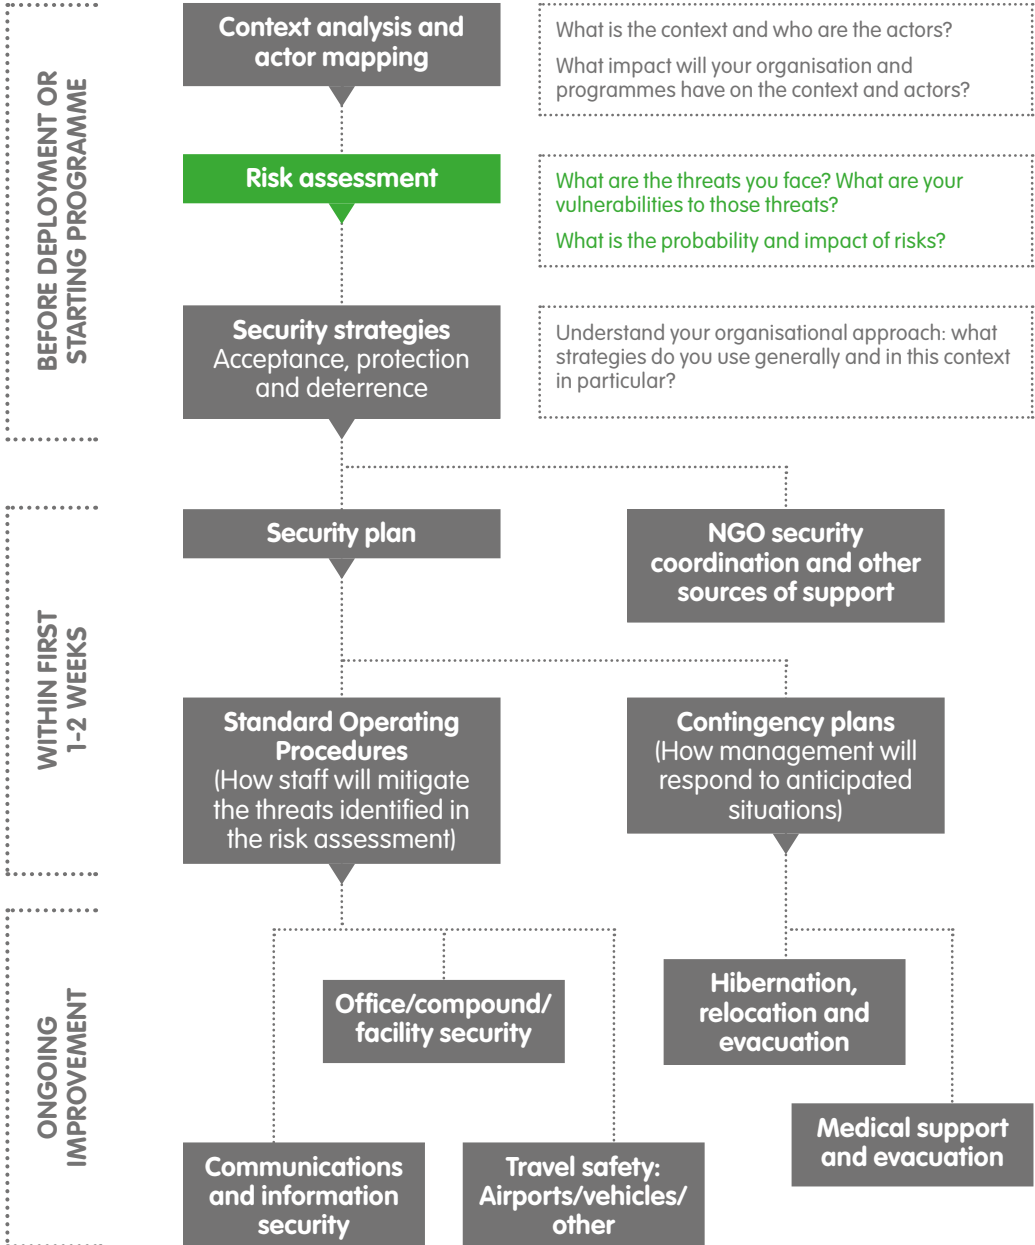 BEFORE DEPLOYMENT OR
STARTING PROGRAMME
Context analysis and
actor mapping
What is the context and who are the actors?
What impact will your organisation and
programmes have on the context and actors?
Risk assessment
What are the threats you face? What are your
vulnerabilities to those threats?
What is the probability and impact of risks?
Security strategies
Acceptance, protection
and deterrence
Understand your organisational approach: what
strategies do you use generally and in this context
in particular?
WITHIN FIRST
1-2 WEEKS
Security plan
NGO security
coordination and other
sources of support
Standard Operating
Procedures
(How staff will mitigate
the threats identified in
the risk assessment)
Contingency plans
(How management will
respond to anticipated
situations)
ONGOING
IMPROVEMENT
Office/compound/
facility security
Hibernation,
relocation and
evacuation
Communications
and information
security
Travel safety:
Airports/vehicles/
other
Medical support
and evacuation